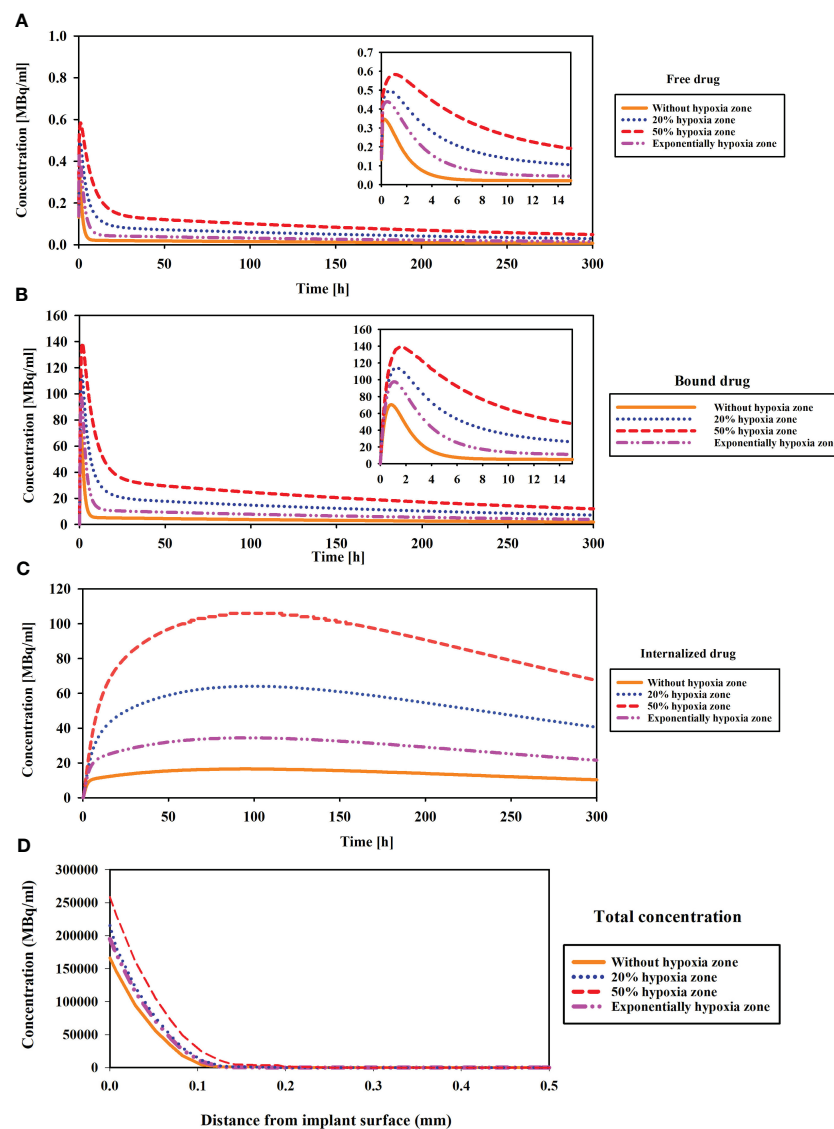 A
Concentration [MBq/ml]
1.0
0.8
0.6
0.4
0.2
0.0
0 50 100 150 200 250 300
Time [h]
0.7
0.6
0.5
0.4
0.3
0.2
0.1
0.0
0 2 4 6 8 10 12 14
Free drug
Without hypoxia zone
20% hypoxia zone
50% hypoxia zone
Exponentially hypoxia zone
B
Concentration [MBq/ml]
160
140
120
100
80
60
40
20
0
0 50 100 150 200 250 300
Time [h]
160
140
120
100
80
60
40
20
0
0 2 4 6 8 10 12 14
Bound drug
Without hypoxia zone
20% hypoxia zone
50% hypoxia zone
Exponentially hypoxia zone
C
Concentration [MBq/ml]
120
100
80
60
40
20
0
0 50 100 150 200 250 300
Time [h]
Internalized drug
Without hypoxia zone
20% hypoxia zone
50% hypoxia zone
Exponentially hypoxia zone
D
Concentration (MBq/ml)
300000
250000
200000
150000
100000
50000
0
0.0 0.1 0.2 0.3 0.4 0.5
Distance from implant surface (mm)
Total concentration
Without hypoxia zone
20% hypoxia zone
50% hypoxia zone
Exponentially hypoxia zone